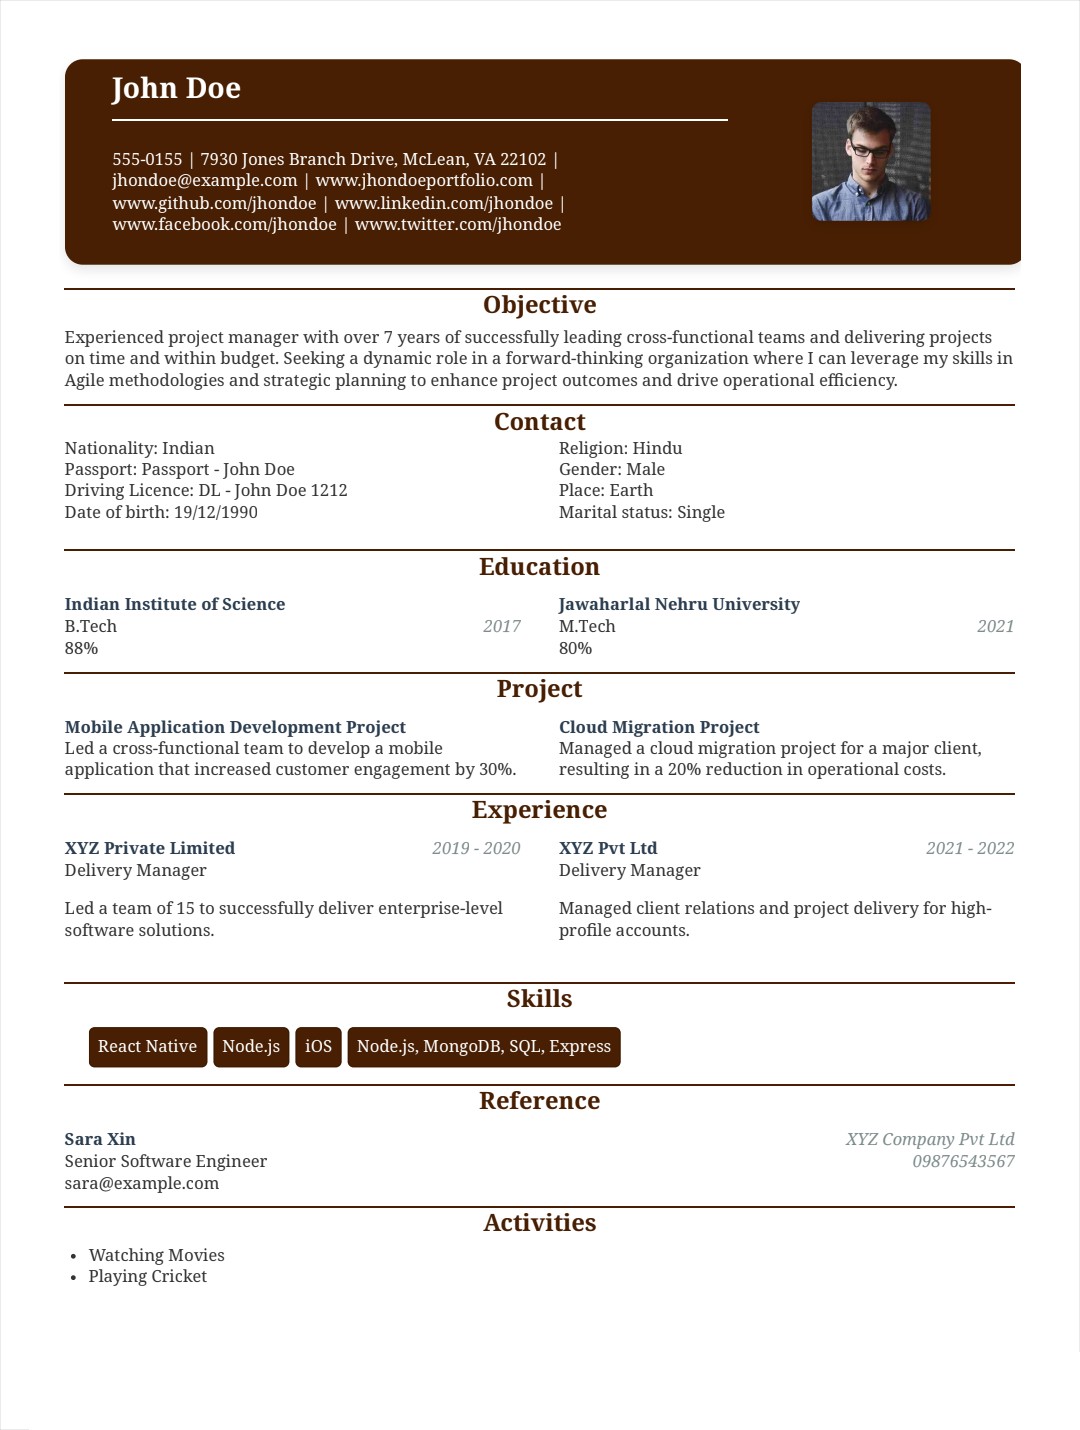 John Doe
555-0155 | 7930 Jones Branch Drive, McLean, VA 22102 |
jhondoe@example.com | www.jhondoeportfolio.com |
www.github.com/jhondoe | www.linkedin.com/jhondoe |
www.facebook.com/jhondoe | www.twitter.com/jhondoe
Objective
Experienced project manager with over 7 years of successfully leading cross-functional teams and delivering projects
on time and within budget. Seeking a dynamic role in a forward-thinking organization where I can leverage my skills in
Agile methodologies and strategic planning to enhance project outcomes and drive operational efficiency.
Contact
Nationality: Indian
Passport: Passport - John Doe
Driving Licence: DL - John Doe 1212
Date of birth: 19/12/1990
Religion: Hindu
Gender: Male
Place: Earth
Marital status: Single
Education
Indian Institute of Science
B.Tech 2017
88%
Jawaharlal Nehru University
M.Tech 2021
80%
Project
Mobile Application Development Project
Led a cross-functional team to develop a mobile
application that increased customer engagement by 30%.
Cloud Migration Project
Managed a cloud migration project for a major client,
resulting in a 20% reduction in operational costs.
Experience
XYZ Private Limited 2019 - 2020
Delivery Manager
Led a team of 15 to successfully deliver enterprise-level
software solutions.
XYZ Pvt Ltd 2021 - 2022
Delivery Manager
Managed client relations and project delivery for high-
profile accounts.
Skills
React Native Node.js iOS Node.js, MongoDB, SQL, Express
Reference
Sara Xin XYZ Company Pvt Ltd
Senior Software Engineer 09876543567
sara@example.com
Activities
• Watching Movies
• Playing Cricket